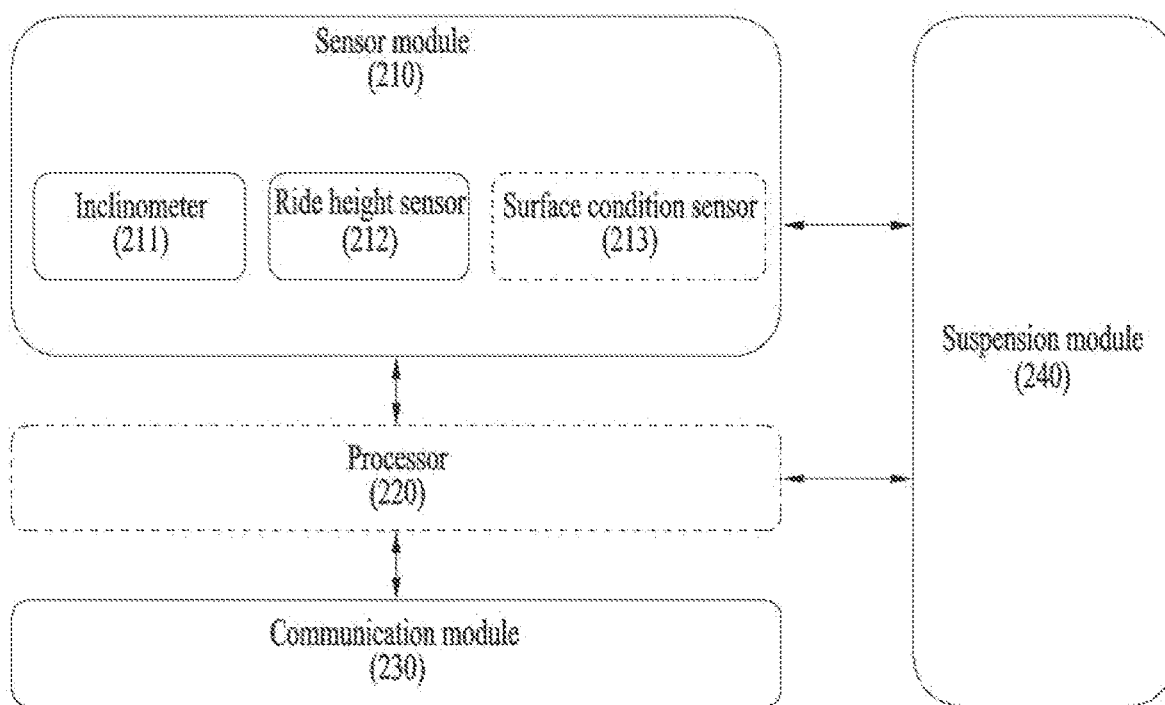 Sensor module
(210)
Inclinometer
(211)
Ride height sensor
(212)
Surface condition sensor
(213)
Suspension module
(240)
Processor
(220)
Communication module
(230)